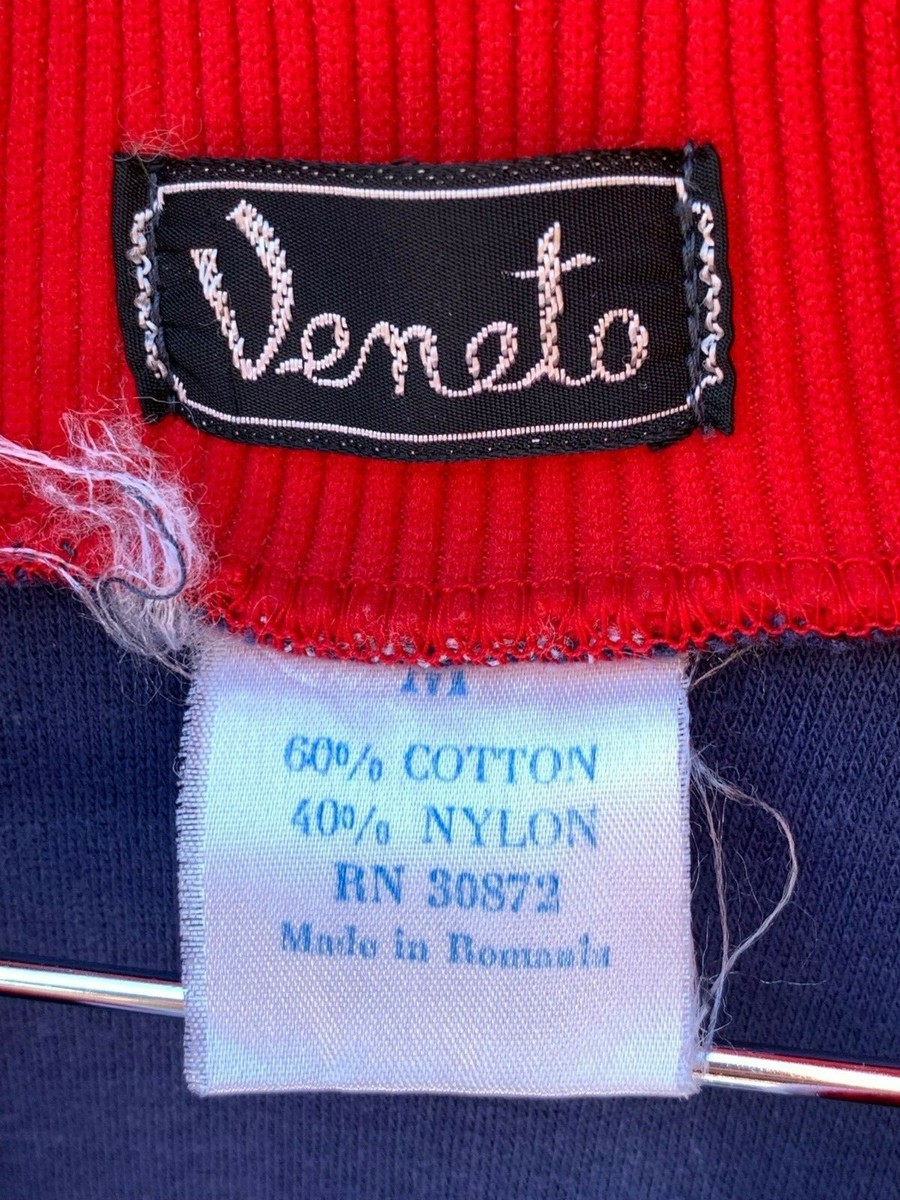 Veneto
M
60% COTTON
40% NYLON
RN 30872
Made in Romania